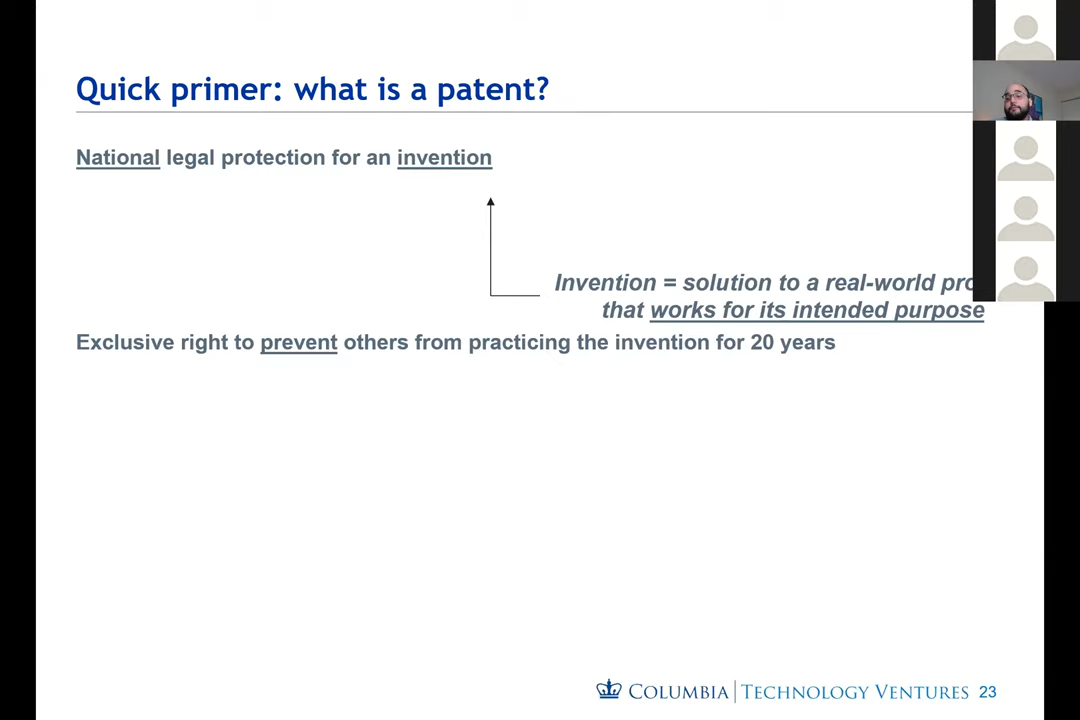 Quick primer: what is a patent?
National legal protection for an invention
Invention = solution to a real-world
that works for its intended purpose
Exclusive right to prevent others from practicing the invention for 20 years
COLUMBIA | TECHNOLOGY VENTURES 23